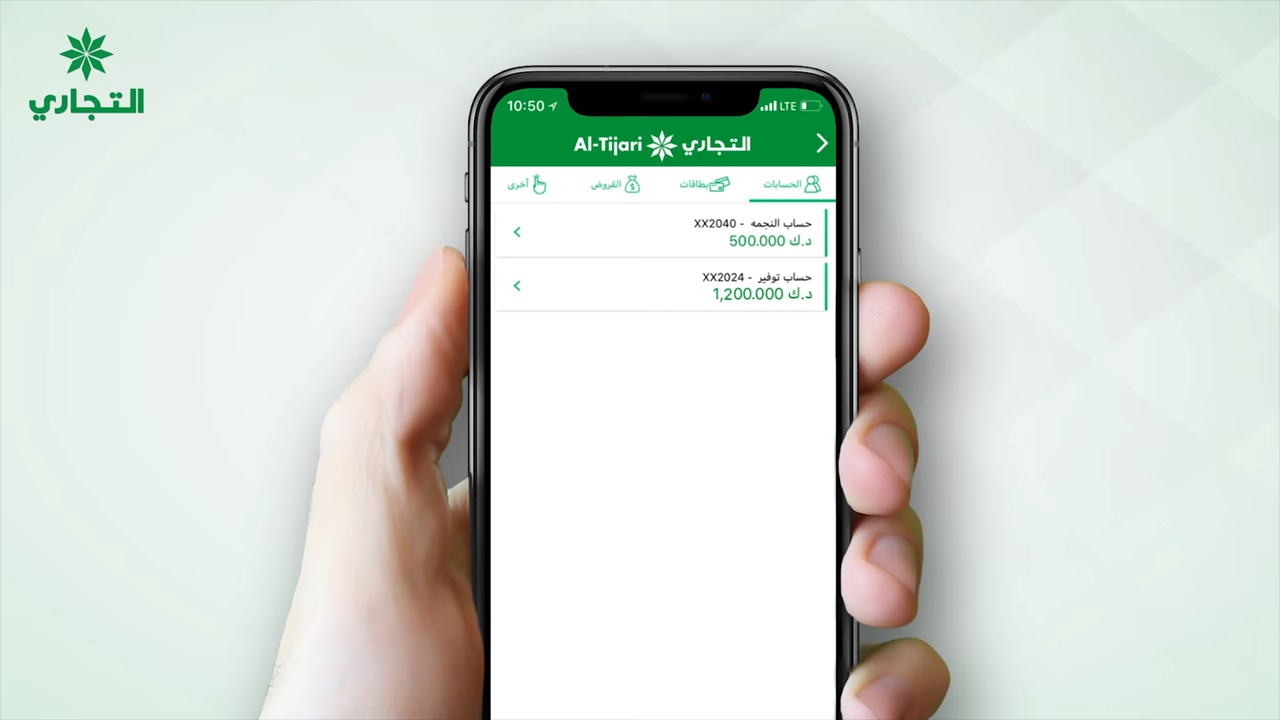 التجاري
10:50
LTE
Al-Tijari التجاري
الحسابات
بطاقات
القروض
أخرى
حساب النجمه - XX2040
د.ك 500.000
حساب توفير - XX2024
د.ك 1,200.000